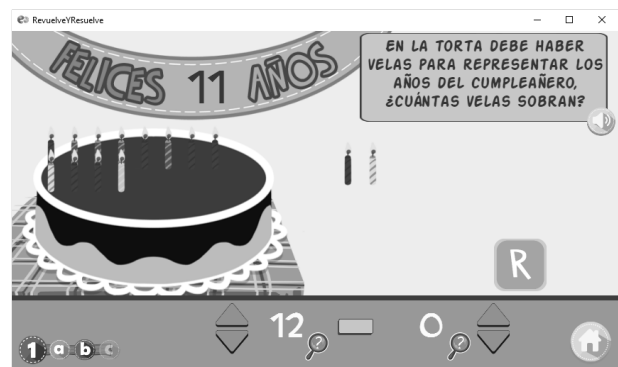 RevuelveYResuelve
FELICES 11 AÑOS
EN LA TORTA DEBE HABER
VELAS PARA REPRESENTAR LOS
AÑOS DEL CUMPLEAÑERO,
¿CUÁNTAS VELAS SOBRAN?
R
12 ? 0 ?
1 a b c